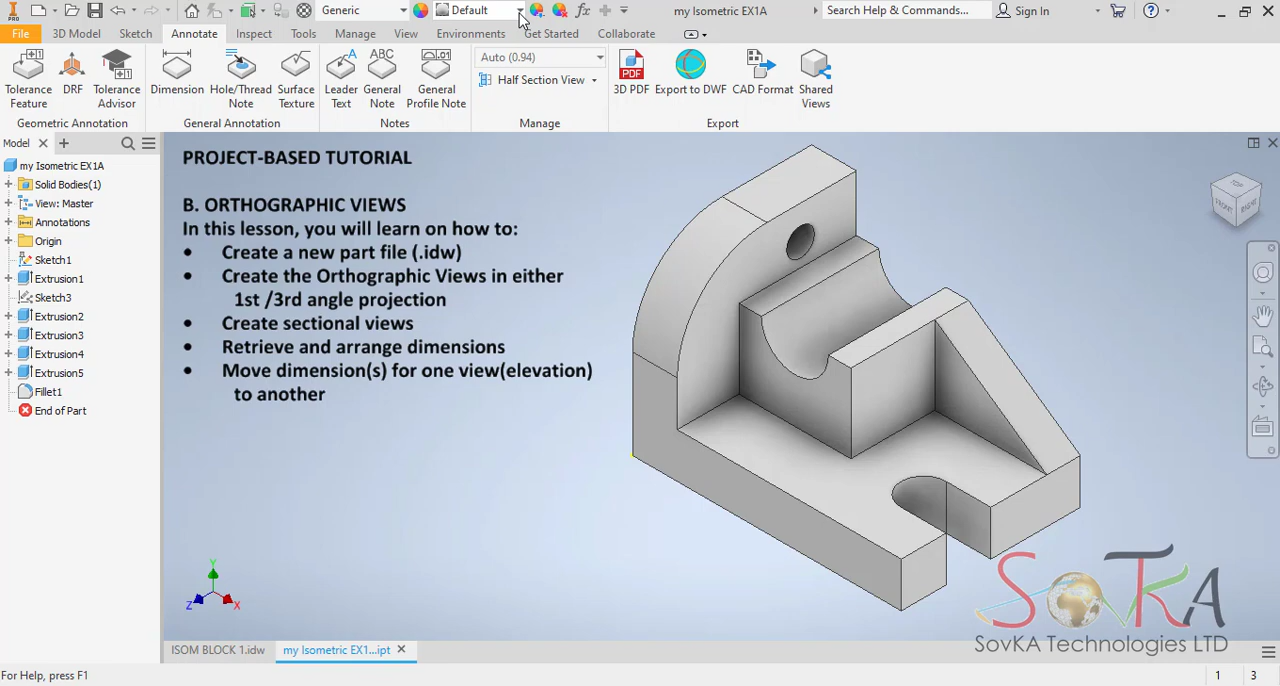 PRO
Generic
Default
fx
my Isometric EX1A
Search Help & Commands...
Sign In
File
3D Model
Sketch
Annotate
Inspect
Tools
Manage
View
Environments
Get Started
Collaborate
Tolerance Feature
DRF
Tolerance Advisor
Dimension
Hole/Thread Note
Surface Texture
ABC
Leader Text
General Note
General Profile Note
Auto (0.94)
Half Section View
PDF
3D PDF
Export to DWF
CAD Format
Shared Views
Geometric Annotation
General Annotation
Notes
Manage
Export
Model
my Isometric EX1A
Solid Bodies(1)
View: Master
Annotations
Origin
Sketch1
Extrusion1
Sketch3
Extrusion2
Extrusion3
Extrusion4
Extrusion5
Fillet1
End of Part
PROJECT-BASED TUTORIAL
B. ORTHOGRAPHIC VIEWS
In this lesson, you will learn on how to:
• Create a new part file (.idw)
• Create the Orthographic Views in either
1st /3rd angle projection
• Create sectional views
• Retrieve and arrange dimensions
• Move dimension(s) for one view(elevation)
to another
TOP
FRONT
RIGHT
Y
Z
X
SovKA
SovKA Technologies LTD
ISOM BLOCK 1.idw
my Isometric EX1...ipt
For Help, press F1
1
3